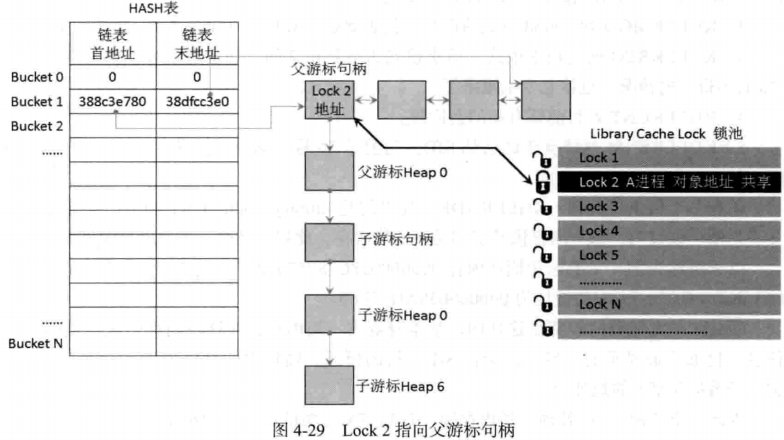 HASH表
链表
首地址
链表
末地址
Bucket 0
0
0
Bucket 1
388c3e780
38dfcc3e0
Bucket 2
......
......
Bucket N
父游标句柄
Lock 2
地址
父游标Heap 0
子游标句柄
子游标Heap 0
子游标Heap 6
Library Cache Lock 锁池
Lock 1
Lock 2 A进程 对象地址 共享
Lock 3
Lock 4
Lock 5
............
Lock N
................................
图 4-29 Lock 2 指向父游标句柄